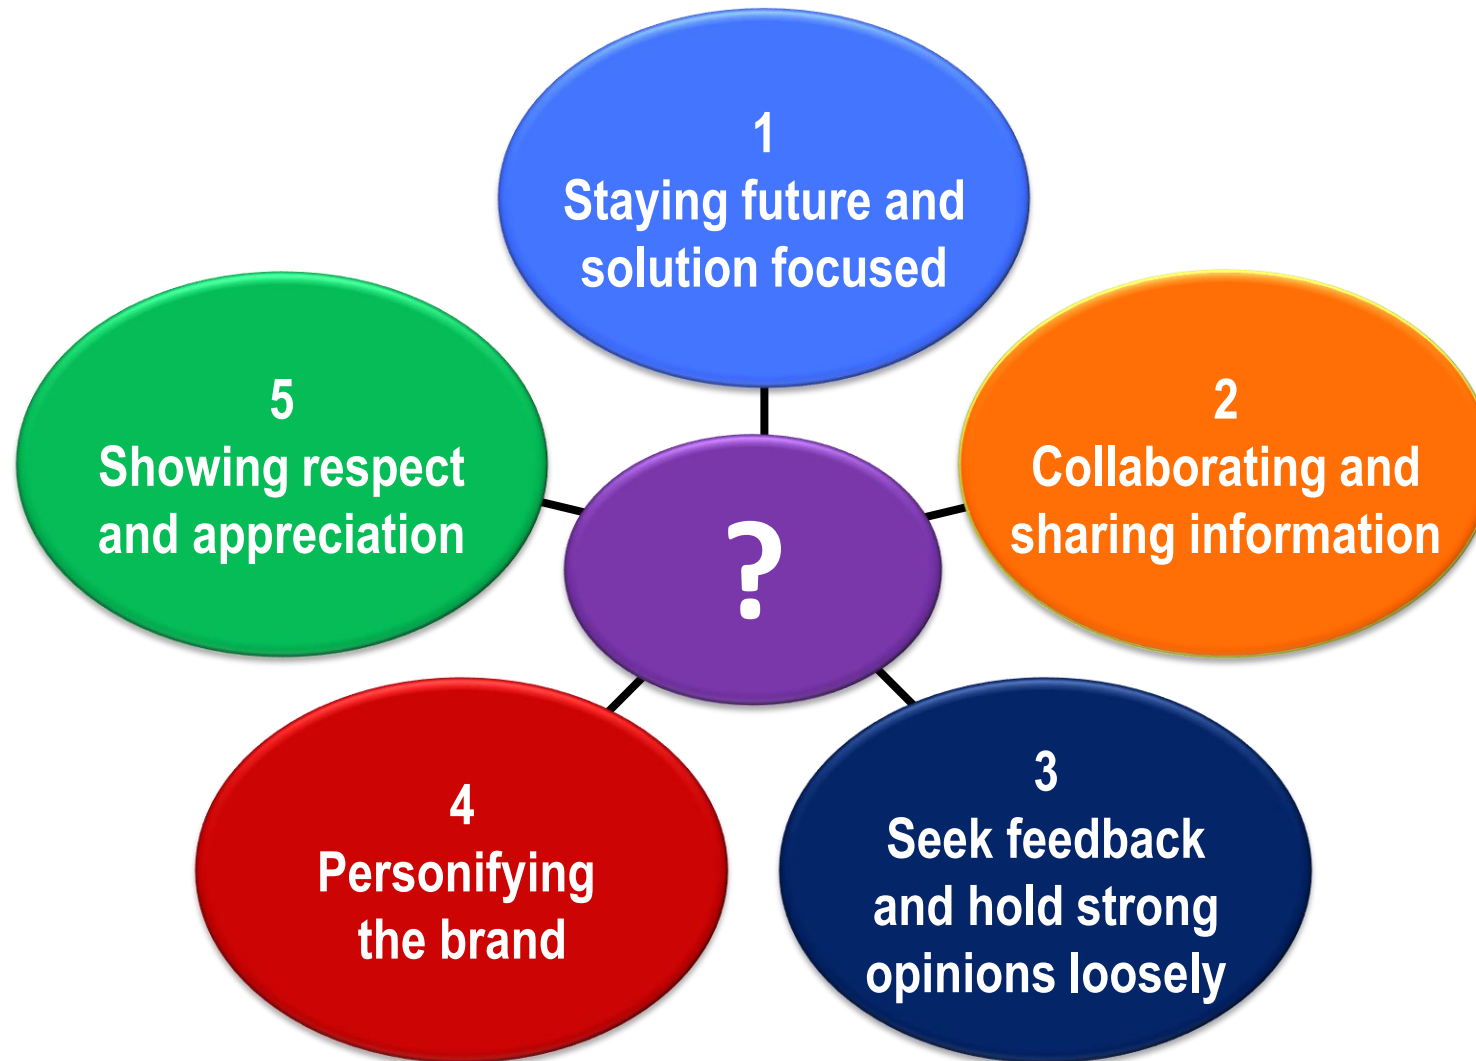 1
Staying future and
solution focused
2
Collaborating and
sharing information
3
Seek feedback
and hold strong
opinions loosely
4
Personifying
the brand
5
Showing respect
and appreciation
?